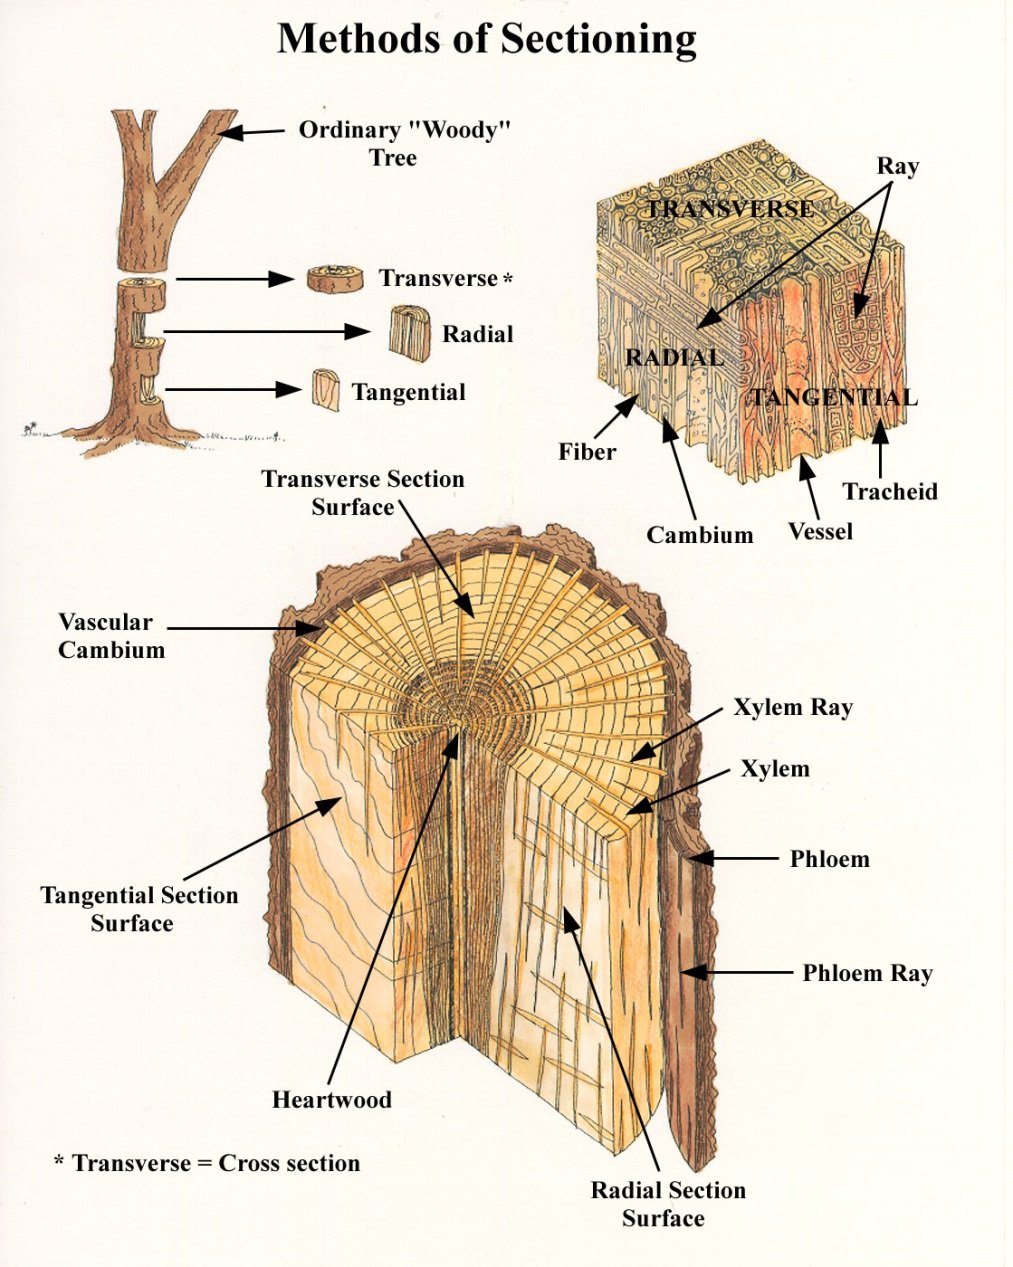 Methods of Sectioning
Ordinary "Woody"
Tree
Transverse *
Radial
Tangential
Ray
TRANSVERSE
RADIAL
TANGENTIAL
Fiber
Cambium
Vessel
Tracheid
Transverse Section
Surface
Vascular
Cambium
Xylem Ray
Xylem
Phloem
Tangential Section
Surface
Phloem Ray
Heartwood
* Transverse = Cross section
Radial Section
Surface